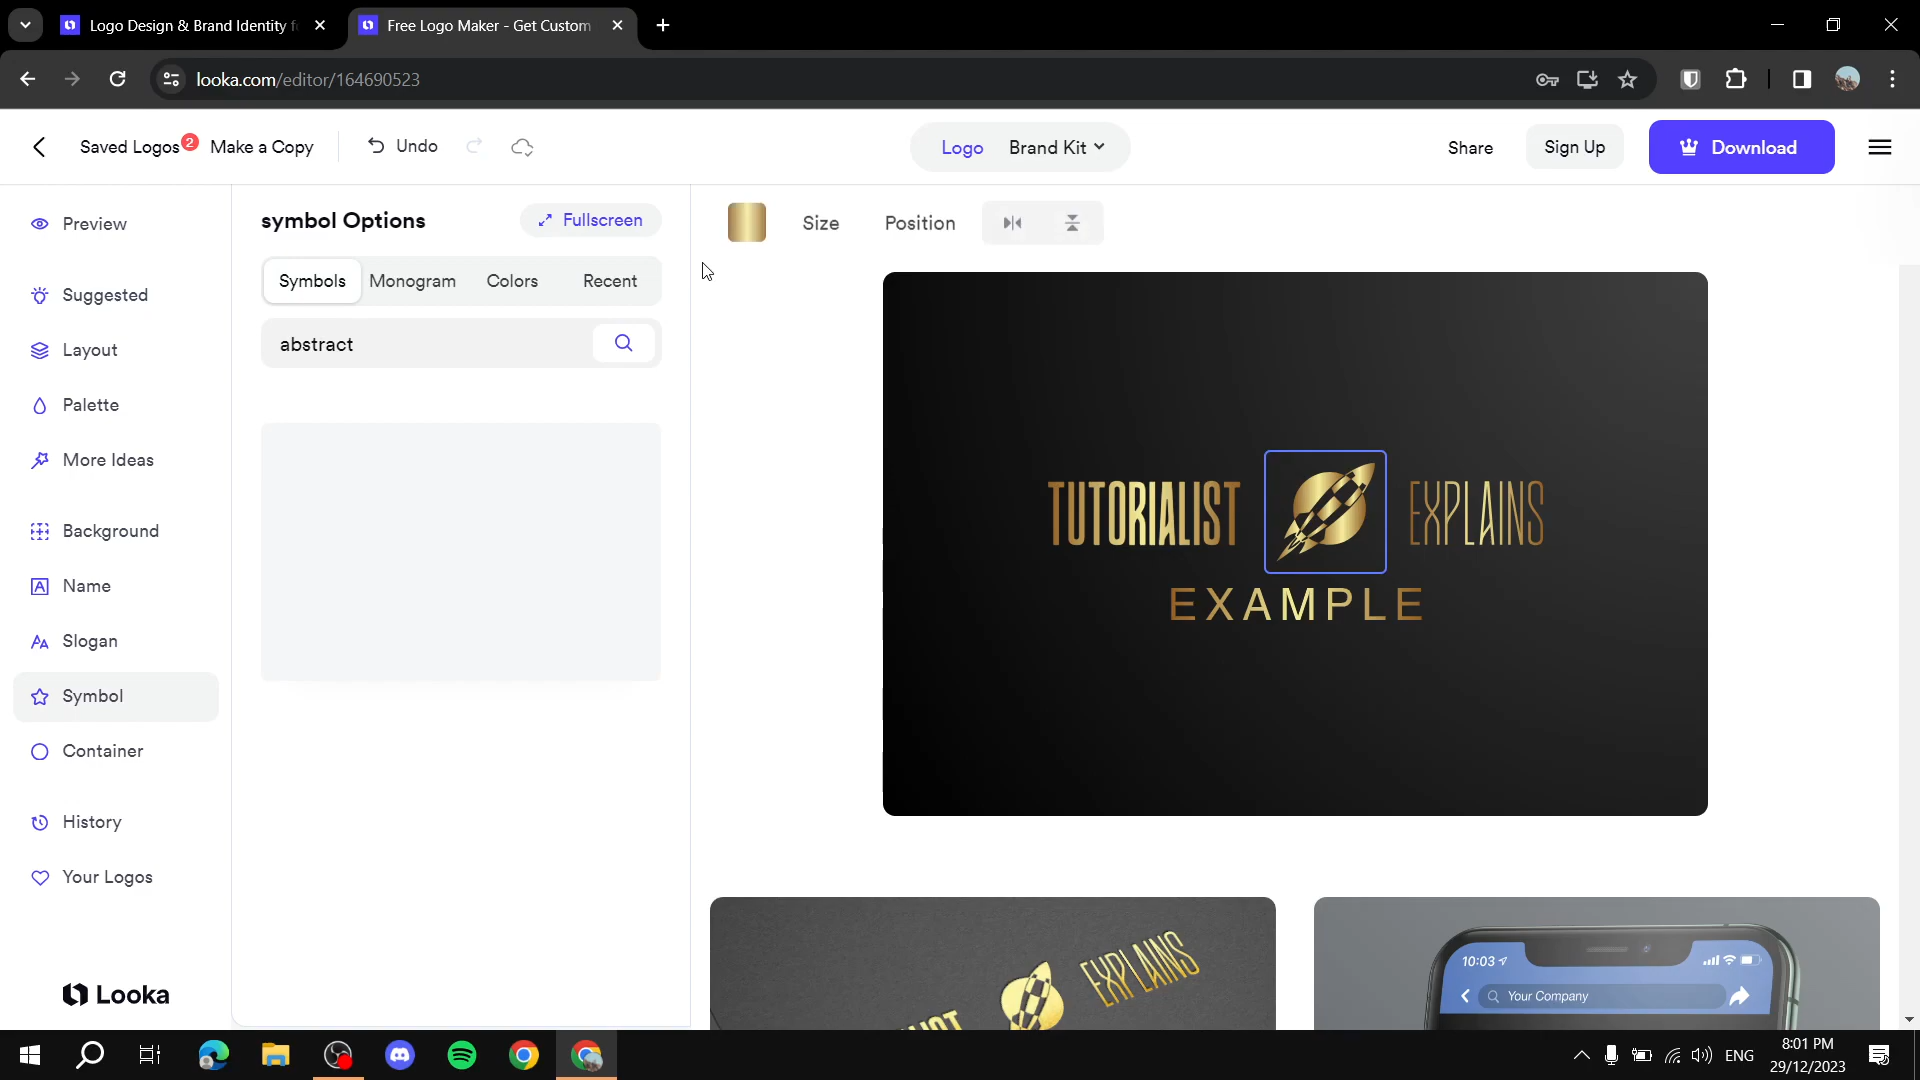 Logo Design & Brand Identity f
Free Logo Maker - Get Custom
looka.com/editor/164690523
Saved Logos 2
Make a Copy
Undo
Logo
Brand Kit
Share
Sign Up
Download
Preview
Suggested
Layout
Palette
More Ideas
Background
Name
Slogan
Symbol
Container
History
Your Logos
Looka
symbol Options
Fullscreen
Symbols
Monogram
Colors
Recent
abstract
Size
Position
TUTORIALIST EXPLAINS
EXAMPLE
EXPLAINS
10:03
Your Company
ENG
8:01 PM
29/12/2023